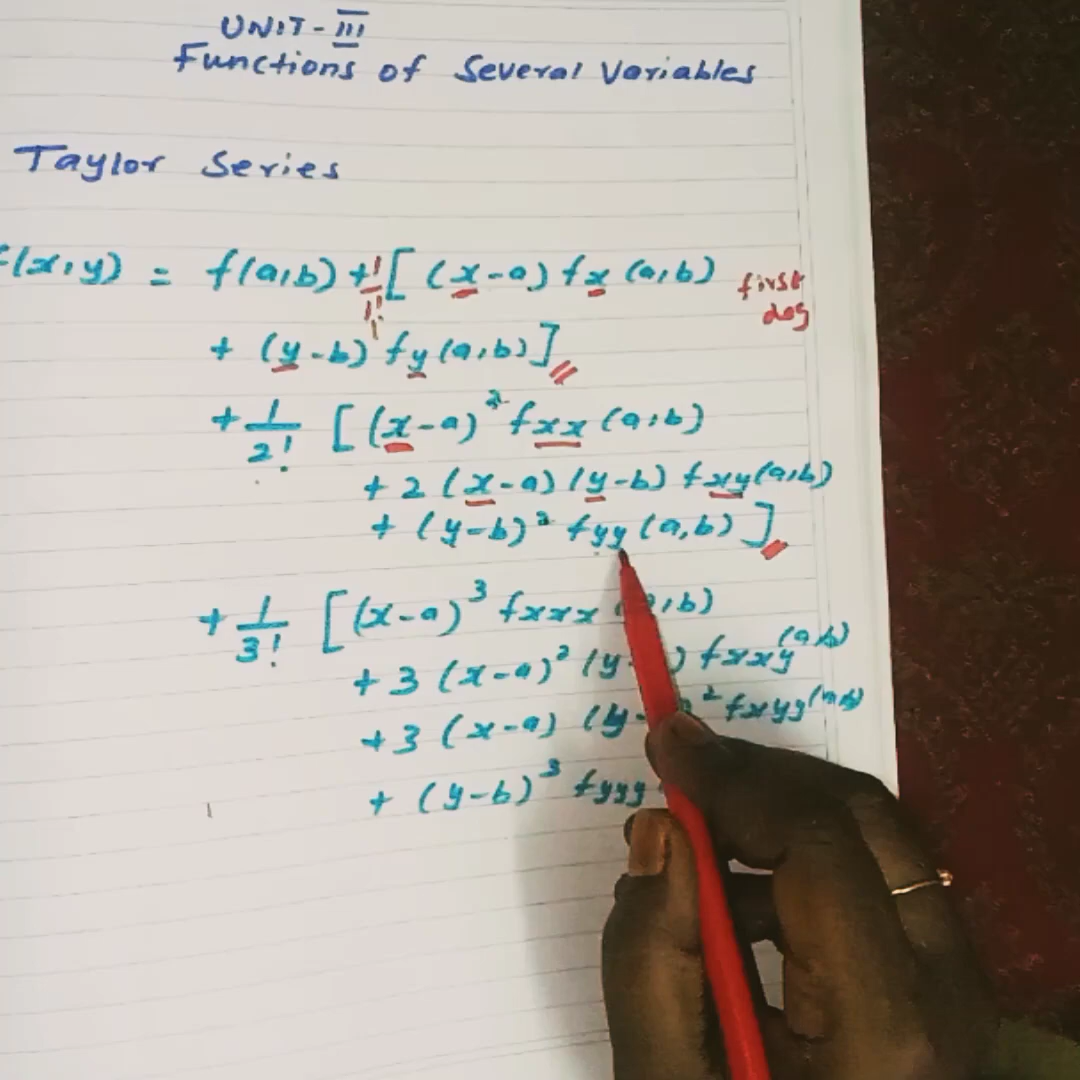 UNIT-III
Functions of Several Variables
Taylor Series
f(x,y) = f(a,b) + 1/1! [ (x-a) fx (a,b) first deg
+ (y-b) fy (a,b) ]
+ 1/2! [ (x-a)² fxx (a,b)
+ 2 (x-a) (y-b) fxy (a,b)
+ (y-b)² fyy (a,b) ]
+ 1/3! [ (x-a)³ fxxx ,b)
+ 3 (x-a)² (y- ) fxxy (a,b)
+ 3 (x-a) (y- )² fxyy (a,b)
+ (y-b)³ fyyy